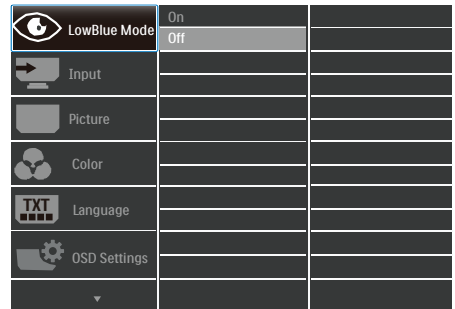 LowBlue Mode
On
Off
Input
Picture
Color
TXT
Language
OSD Settings